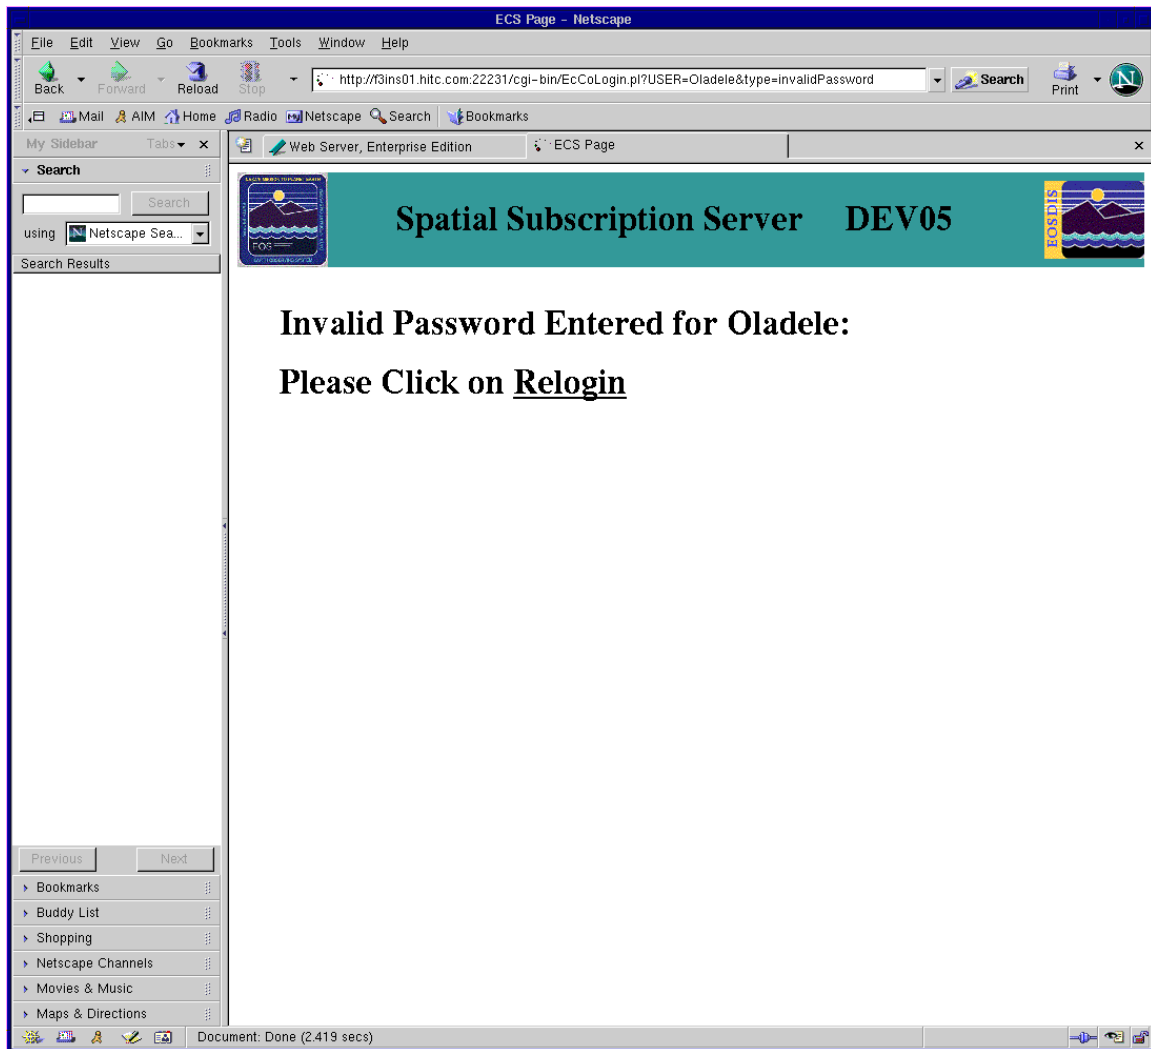 ECS Page - Netscape
File Edit View Go Bookmarks Tools Window Help
Back Forward Reload Stop http://f3ins01.hitc.com:22231/cgi-bin/EcCoLogin.pl?USER=Oladele&type=invalidPassword Search Print N
Mail AIM Home Radio Netscape Search Bookmarks
My Sidebar Tabs Web Server, Enterprise Edition ECS Page
Search
Search
using N Netscape Sea...
Search Results
EOS
Spatial Subscription Server DEV05
EOSDIS
Invalid Password Entered for Oladele:
Please Click on Relogin
Previous Next
Bookmarks
Buddy List
Shopping
Netscape Channels
Movies & Music
Maps & Directions
Document: Done (2.419 secs)